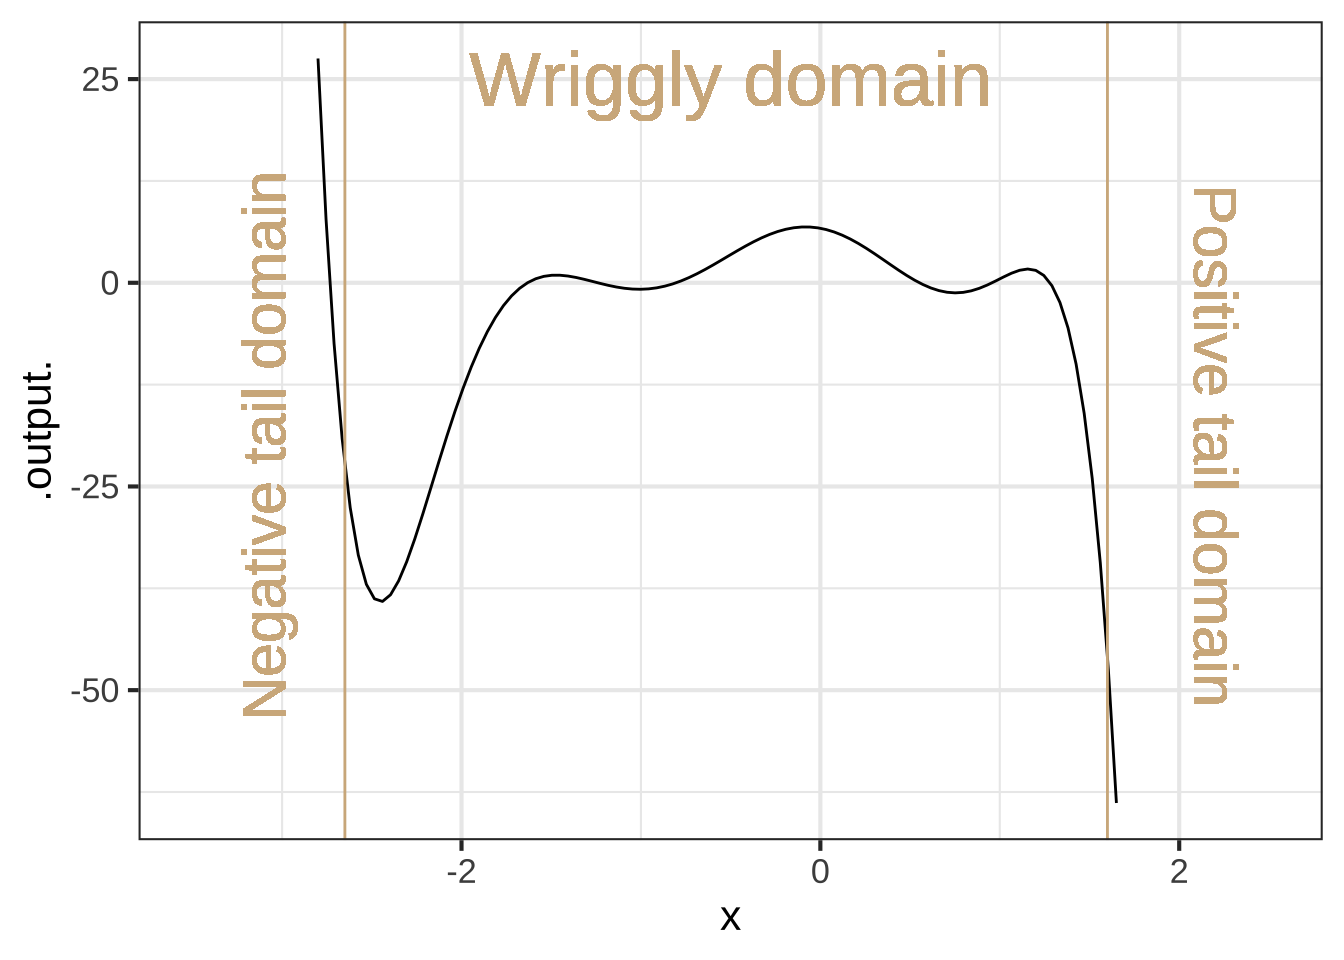 Wriggly domain
25
0
-25
-50
.output.
Negative tail domain
Positive tail domain
-2
0
2
x